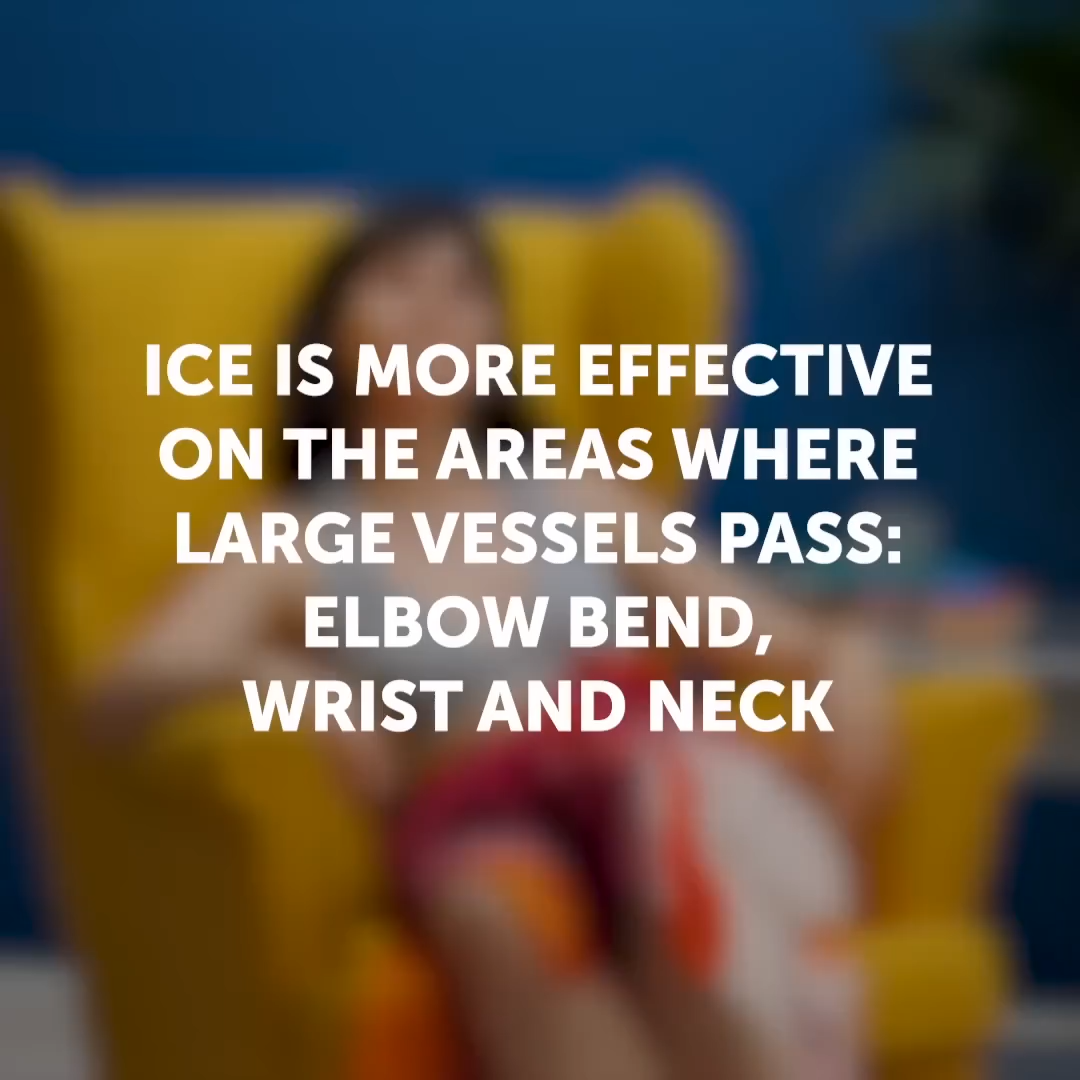 ICE IS MORE EFFECTIVE
ON THE AREAS WHERE
LARGE VESSELS PASS:
ELBOW BEND,
WRIST AND NECK